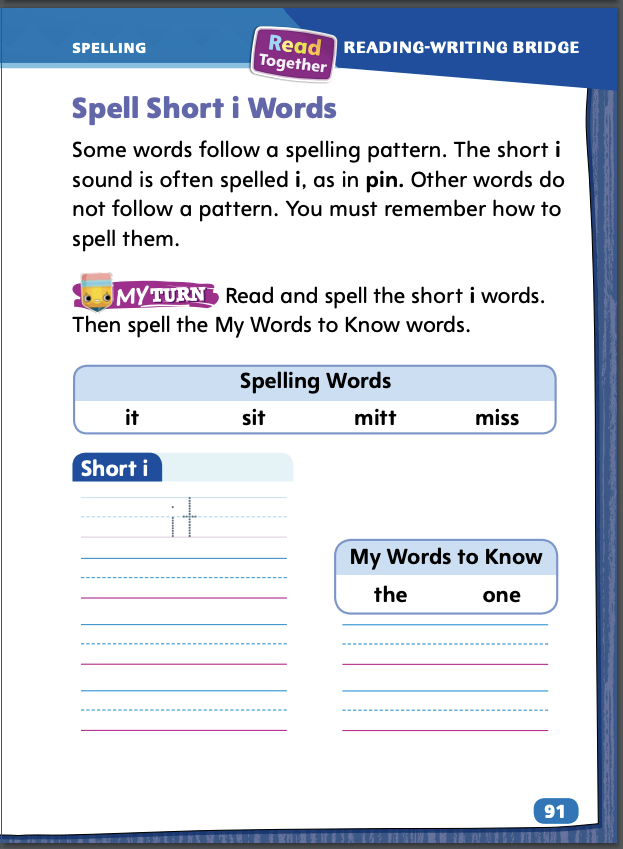 SPELLING
Read
Together
READING-WRITING BRIDGE
Spell Short i Words
Some words follow a spelling pattern. The short i
sound is often spelled i, as in pin. Other words do
not follow a pattern. You must remember how to
spell them.
MY TURN Read and spell the short i words.
Then spell the My Words to Know words.
Spelling Words
it sit mitt miss
Short i
it
My Words to Know
the one
91